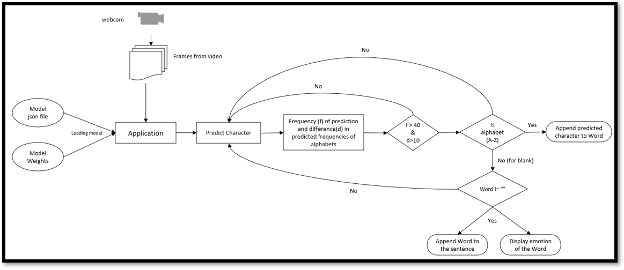 webcam
Frames from video
No
No
Model
json file
Loading model
Model
Weights
Application
Predict Character
Frequency (f) of prediction
and difference(d) in
predicted frequencies of
alphabets
f > 40
&
d>10
Is
alphabet
(A-Z)
Yes
Append predicted
character to Word
No (for blank)
No
Word != ""
Yes
Append Word to
the sentence
Display emotion
of the Word